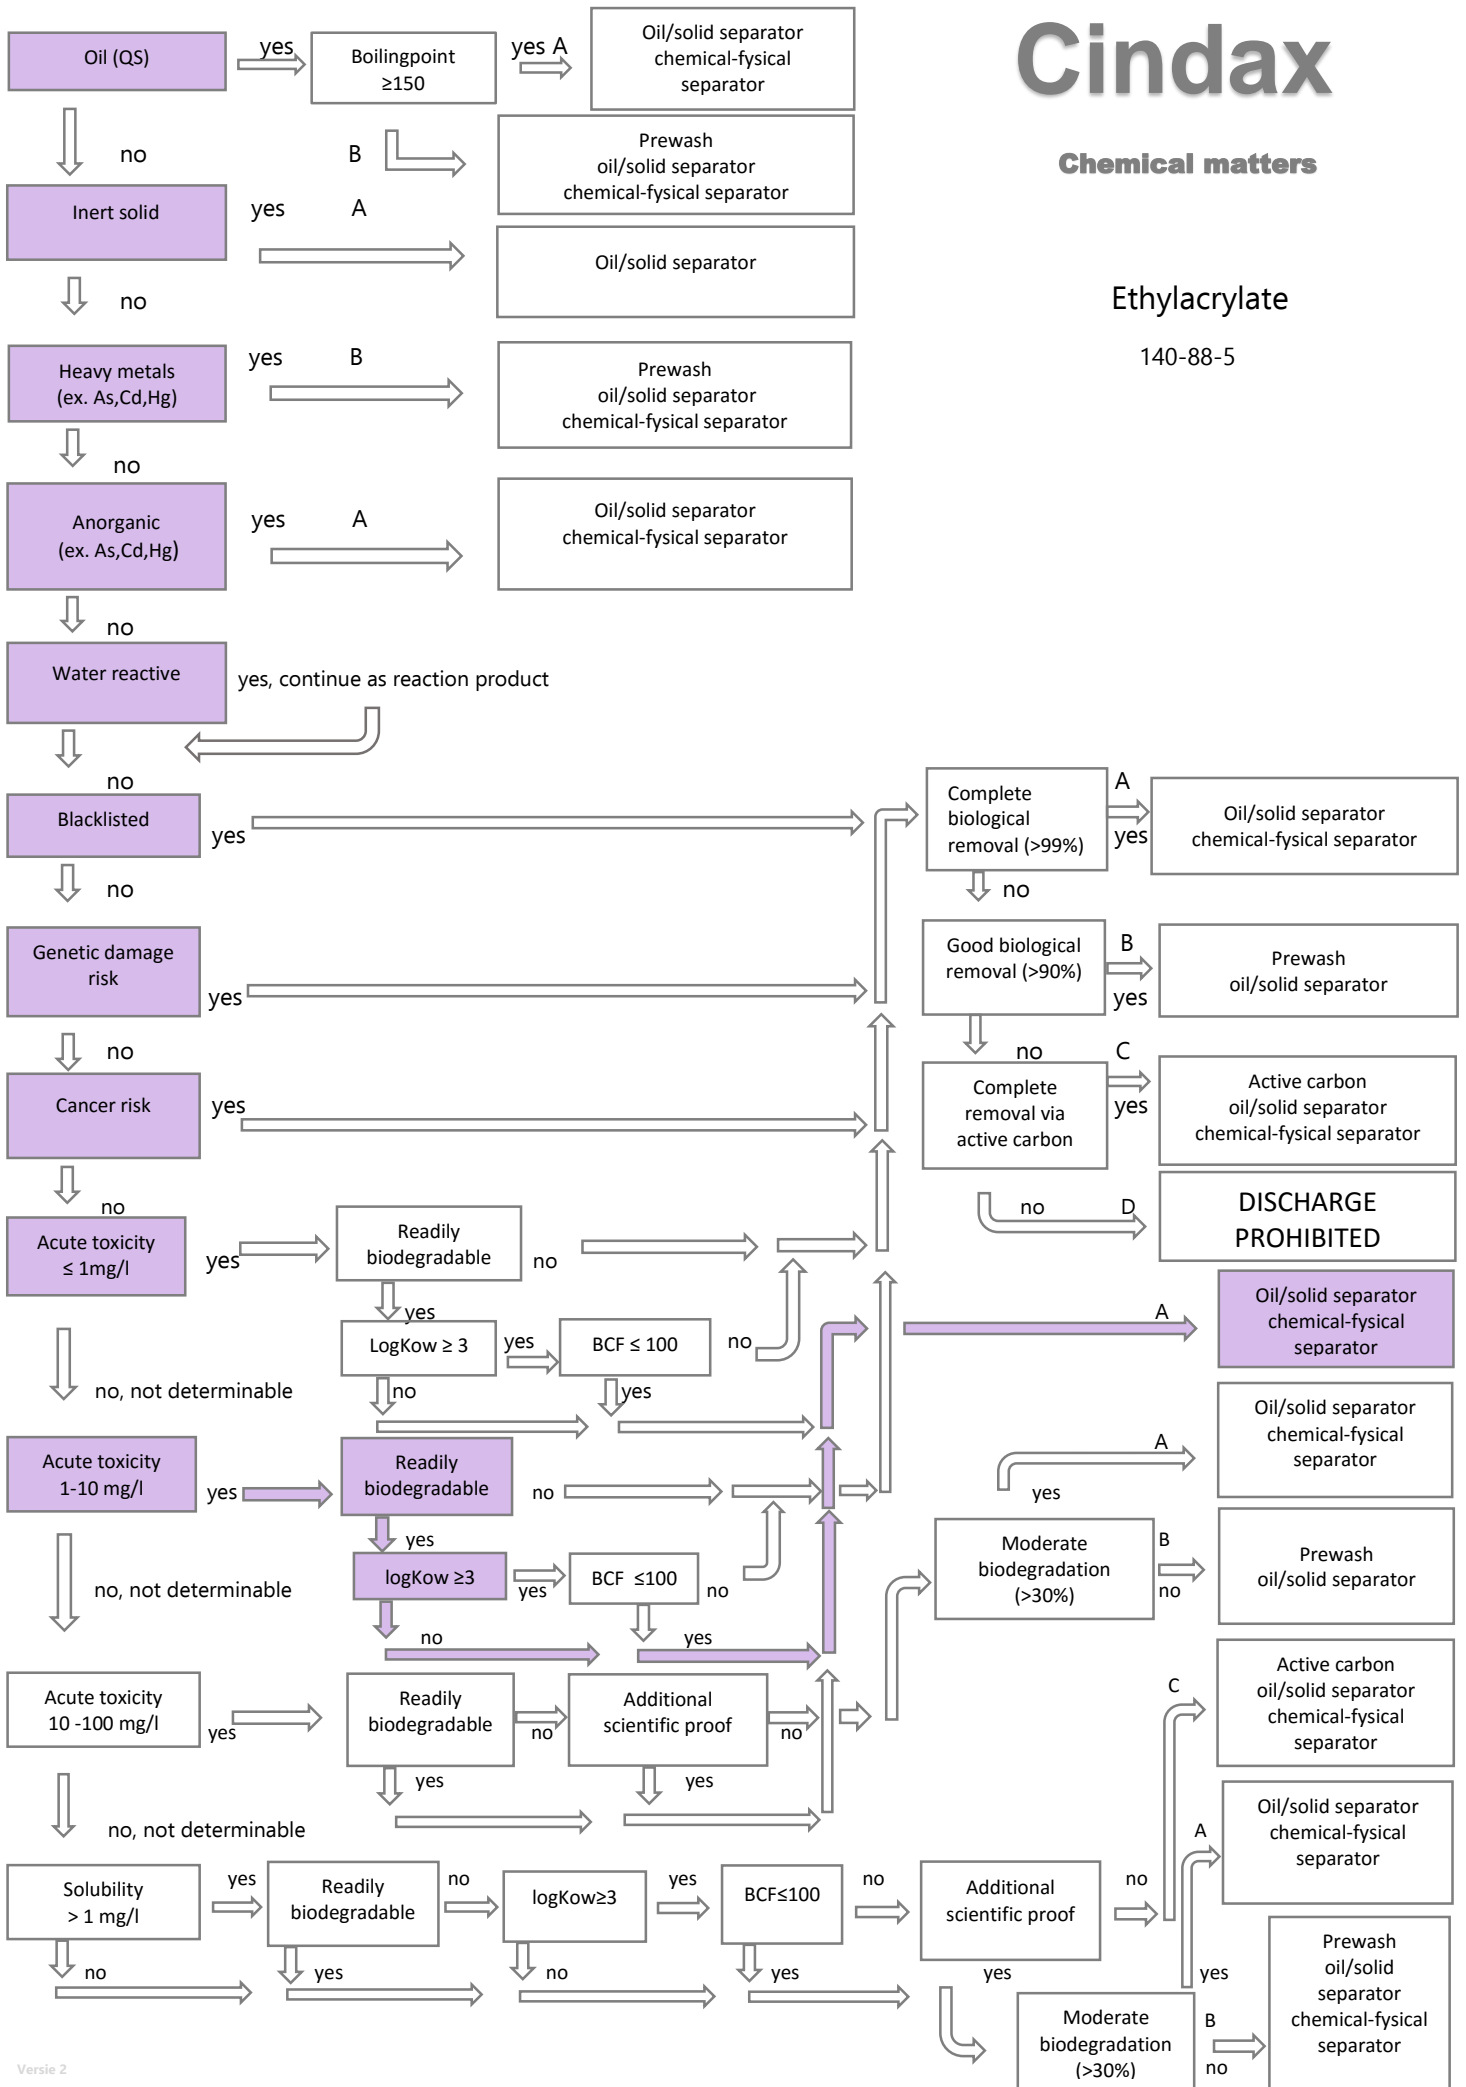 Cindax
Chemical matters
Ethylacrylate
140-88-5
Oil (QS)
yes
Boilingpoint
≥150
yes A
Oil/solid separator
chemical-fysical
separator
no
B
Prewash
oil/solid separator
chemical-fysical separator
Inert solid
yes A
Oil/solid separator
no
Heavy metals
(ex. As,Cd,Hg)
yes B
Prewash
oil/solid separator
chemical-fysical separator
no
Anorganic
(ex. As,Cd,Hg)
yes A
Oil/solid separator
chemical-fysical separator
no
Water reactive
yes, continue as reaction product
no
Blacklisted
yes
Complete
biological
removal (>99%)
A
yes
Oil/solid separator
chemical-fysical separator
no
no
Genetic damage
risk
yes
Good biological
removal (>90%)
B
yes
Prewash
oil/solid separator
no
no
Cancer risk
yes
Complete
removal via
active carbon
C
yes
Active carbon
oil/solid separator
chemical-fysical separator
no
no D
DISCHARGE
PROHIBITED
Acute toxicity
≤ 1mg/l
yes
Readily
biodegradable
no
yes
LogKow ≥ 3
yes
BCF ≤ 100
no
no
yes
A
Oil/solid separator
chemical-fysical
separator
no, not determinable
Acute toxicity
1-10 mg/l
yes
Readily
biodegradable
no
yes
logKow ≥3
yes
BCF ≤100
no
no
yes
A
yes
Oil/solid separator
chemical-fysical
separator
no, not determinable
Moderate
biodegradation
(>30%)
B
no
Prewash
oil/solid separator
Acute toxicity
10 -100 mg/l
yes
Readily
biodegradable
no
Additional
scientific proof
no
yes
yes
C
Active carbon
oil/solid separator
chemical-fysical
separator
no, not determinable
A
Oil/solid separator
chemical-fysical
separator
Solubility
> 1 mg/l
yes
Readily
biodegradable
no
logKow≥3
yes
BCF≤100
no
Additional
scientific proof
no
no
yes
no
yes
yes
yes
Moderate
biodegradation
(>30%)
B
no
Prewash
oil/solid
separator
chemical-fysical
separator
Versie 2